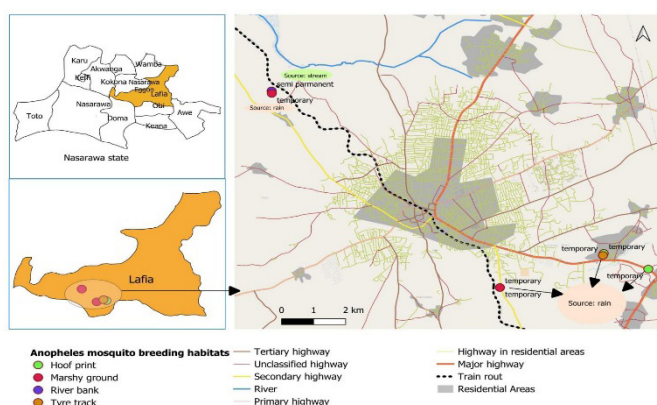 Karu
Wamba
Akwanga
Keffi
Kokona
Nasarawa
Eggon
Lafia
Nasarawa
Obi
Toto
Doma
Awe
Keana
Nasarawa state
Lafia
Source: stream
semi parmanent
temporary
Source: rain
temporary
temporary
temporary
temporary
temporary
Source: rain
0 1 2 km
Anopheles mosquito breeding habitats
Hoof print
Marshy ground
River bank
Tyre track
Tertiary highway
Unclassified highway
Secondary highway
River
Primary highway
Highway in residential areas
Major highway
Train rout
Residential Areas